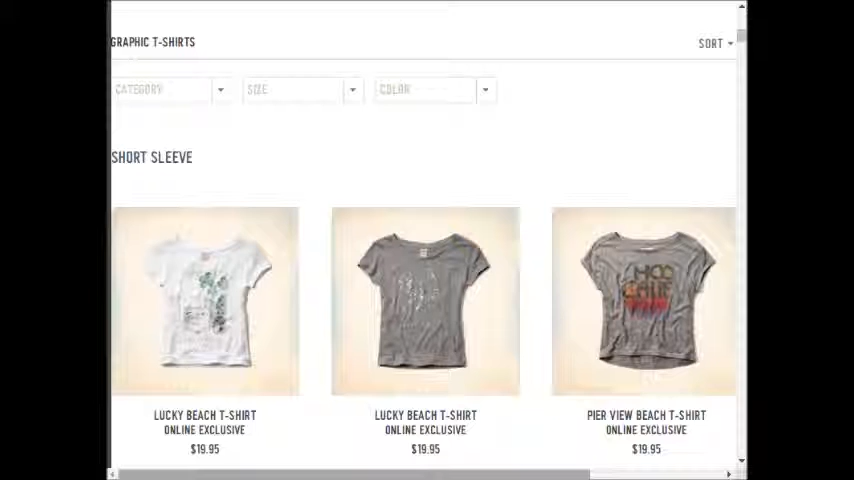 GRAPHIC T-SHIRTS
SORT
CATEGORY
SIZE
COLOR
SHORT SLEEVE
LUCKY BEACH T-SHIRT
ONLINE EXCLUSIVE
$19.95
LUCKY BEACH T-SHIRT
ONLINE EXCLUSIVE
$19.95
PIER VIEW BEACH T-SHIRT
ONLINE EXCLUSIVE
$19.95